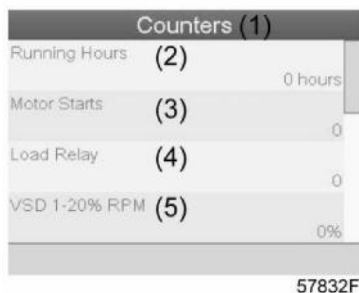 Counters (1)
Running Hours (2)
0 hours
Motor Starts (3)
0
Load Relay (4)
0
VSD 1-20% RPM (5)
0%
57832F